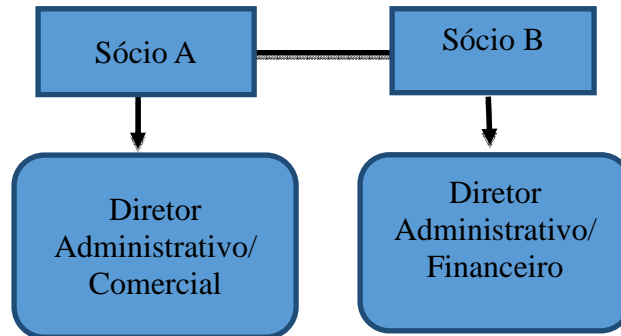 Sócio A
Sócio B
Diretor
Administrativo/
Comercial
Diretor
Administrativo/
Financeiro